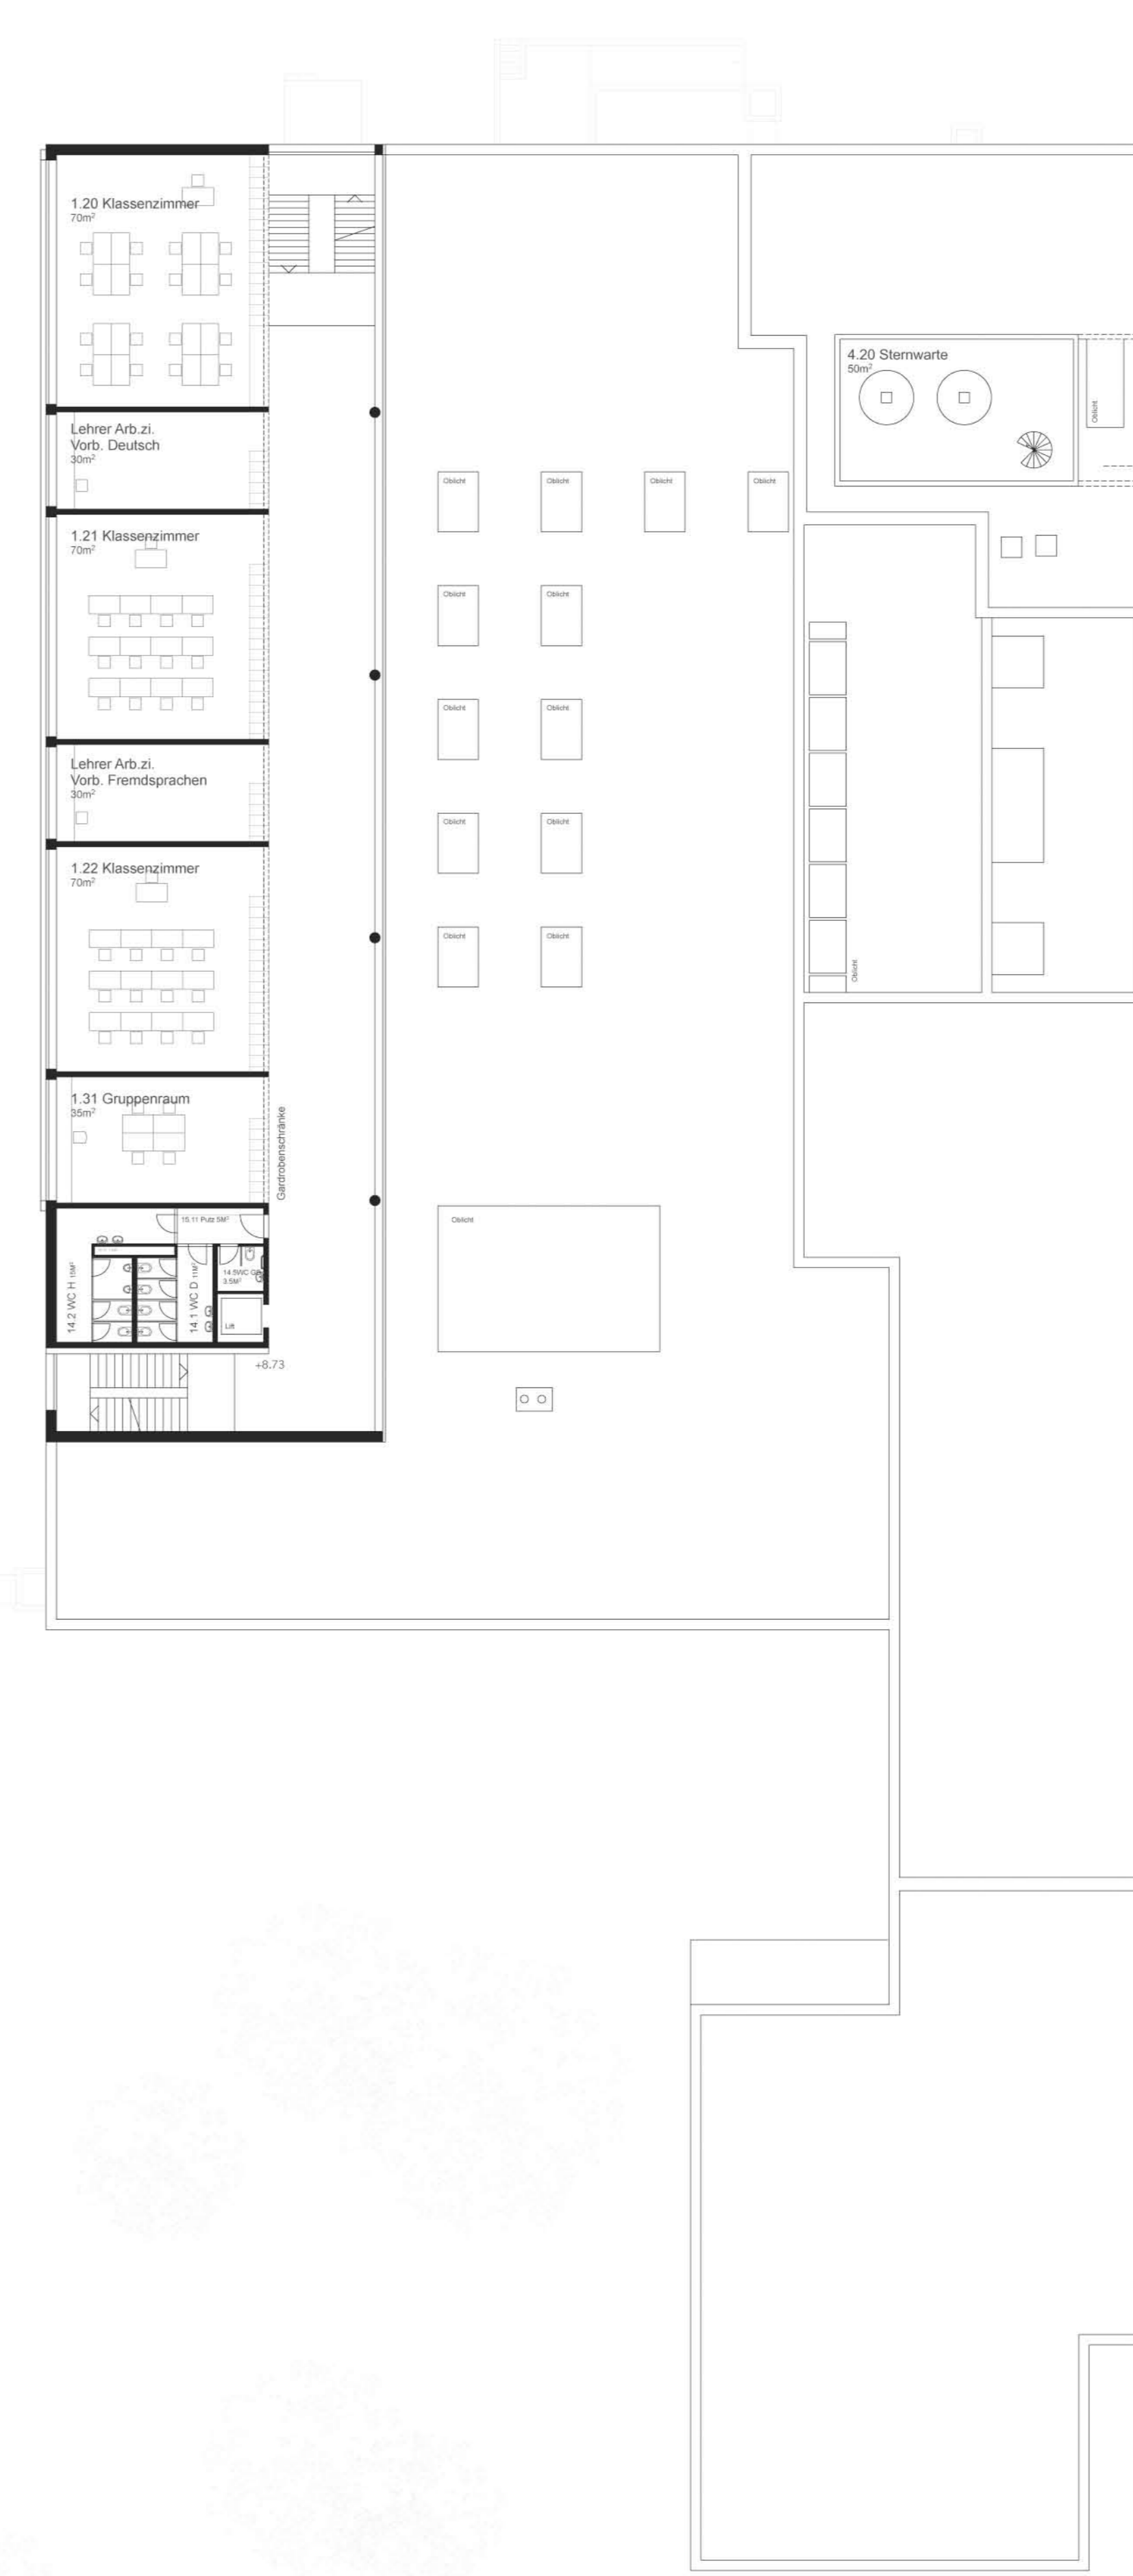 1.20 Klassenzimmer
70m²
4.20 Sternwarte
50m²
Oblicht
Lehrer Arb.zi.
Vorb. Deutsch
30m²
Oblicht
Oblicht
Oblicht
Oblicht
1.21 Klassenzimmer
70m²
Oblicht
Oblicht
Oblicht
Oblicht
Lehrer Arb.zi.
Vorb. Fremdsprachen
30m²
Oblicht
Oblicht
1.22 Klassenzimmer
70m²
Oblicht
Oblicht
Oblicht
1.31 Gruppenraum
35m²
Gardrobenschränke
15.11 Putz 5M²
Oblicht
14.2 WC H 15M²
14.1 WC D 11M²
14.5WC
3.5M²
Lift
+8.73